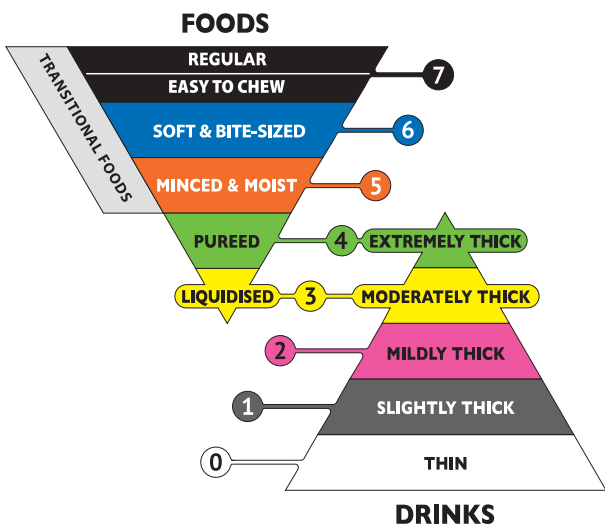 FOODS
TRANSITIONAL FOODS
REGULAR
EASY TO CHEW
7
SOFT & BITE-SIZED
6
MINCED & MOIST
5
PUREED
4
EXTREMELY THICK
LIQUIDISED
3
MODERATELY THICK
2
MILDLY THICK
1
SLIGHTLY THICK
0
THIN
DRINKS